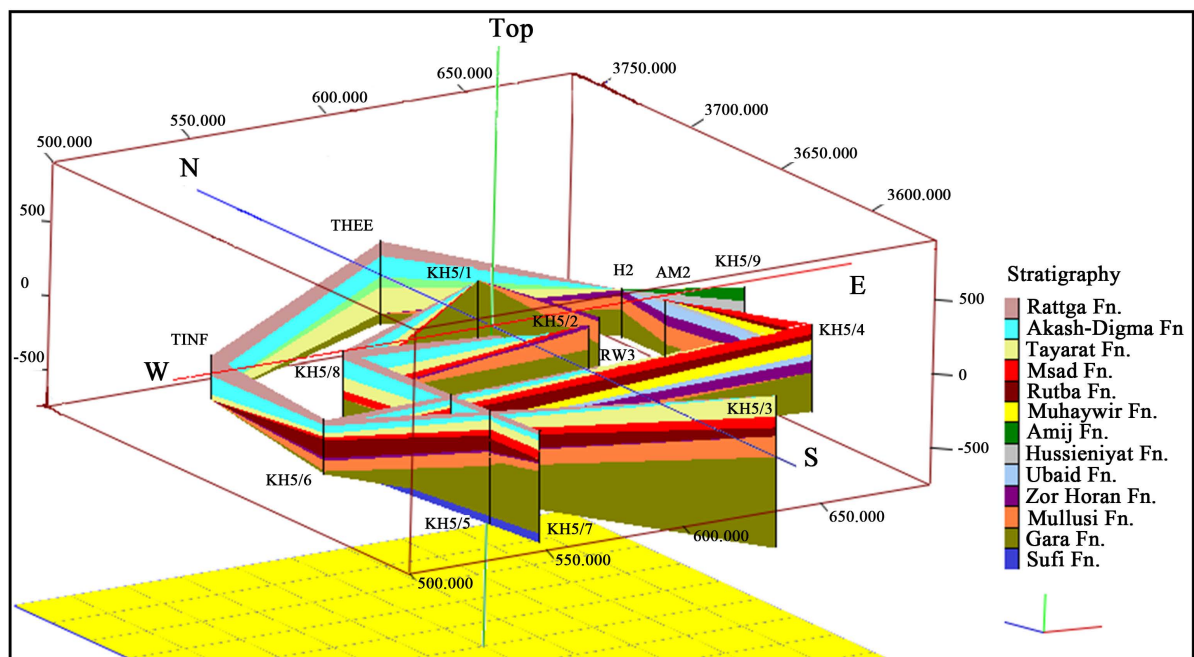 Top
650.000
3750.000
600.000
3700.000
550.000
500.000
3650.000
N
3600.000
500
THEE
KH5/1
H2
AM2
KH5/9
0
E
500
KH5/2
KH5/4
TINF
-500
W
KH5/8
RW3
0
KH5/3
-500
S
KH5/6
650.000
KH5/5
KH5/7
600.000
550.000
500.000
Stratigraphy
Rattga Fn.
Akash-Digma Fn
Tayarat Fn.
Msad Fn.
Rutba Fn.
Muhaywir Fn.
Amij Fn.
Hussieniyat Fn.
Ubaid Fn.
Zor Horan Fn.
Mullusi Fn.
Gara Fn.
Sufi Fn.